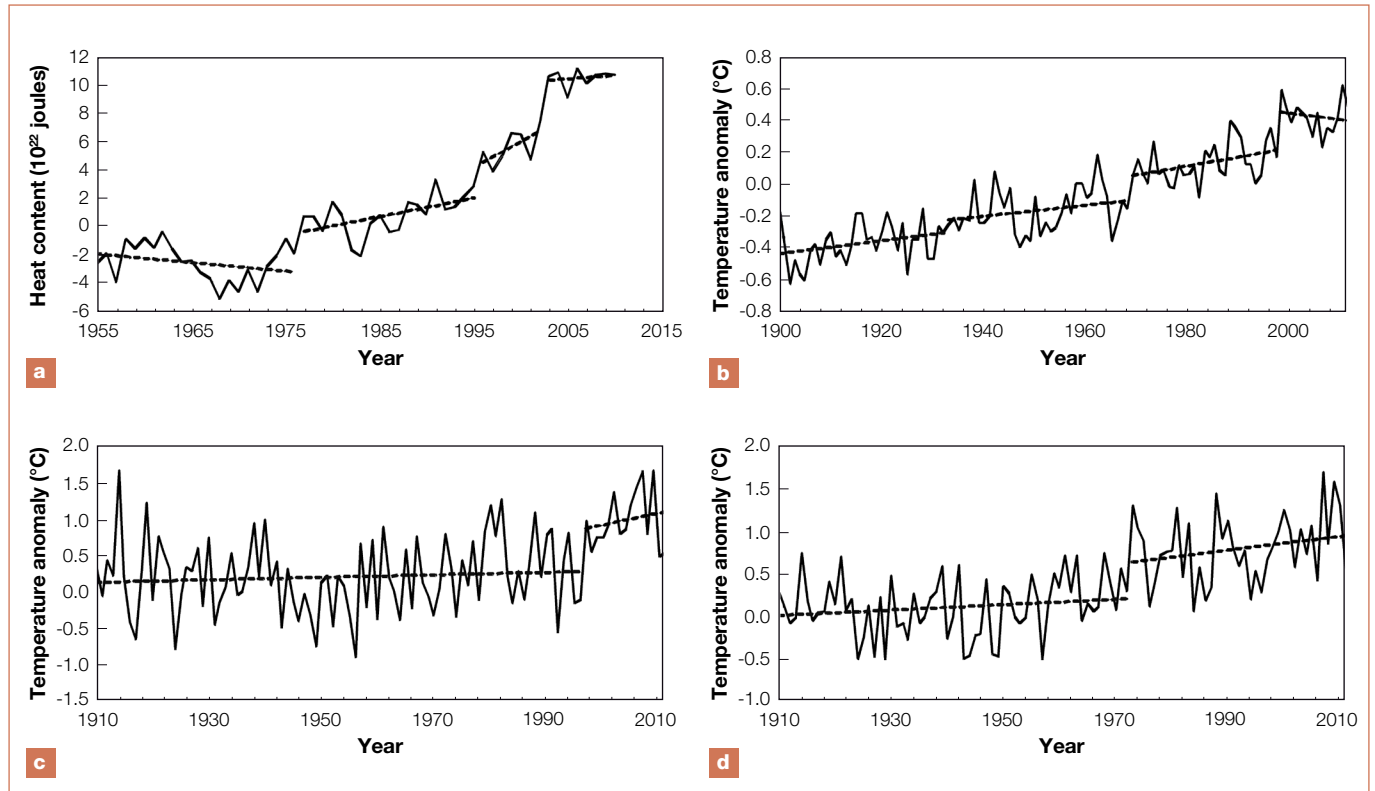 Heat content (10²² joules)
12
10
8
6
4
2
0
-2
-4
-6
1955 1965 1975 1985 1995 2005 2015
Year
a
Temperature anomaly (°C)
0.8
0.6
0.4
0.2
0.0
-0.2
-0.4
-0.6
-0.8
1900 1920 1940 1960 1980 2000
Year
b
Temperature anomaly (°C)
2.0
1.5
1.0
0.5
0.0
-0.5
-1.0
-1.5
1910 1930 1950 1970 1990 2010
Year
c
Temperature anomaly (°C)
2.0
1.5
1.0
0.5
0.0
-0.5
-1.0
1910 1930 1950 1970 1990 2010
Year
d